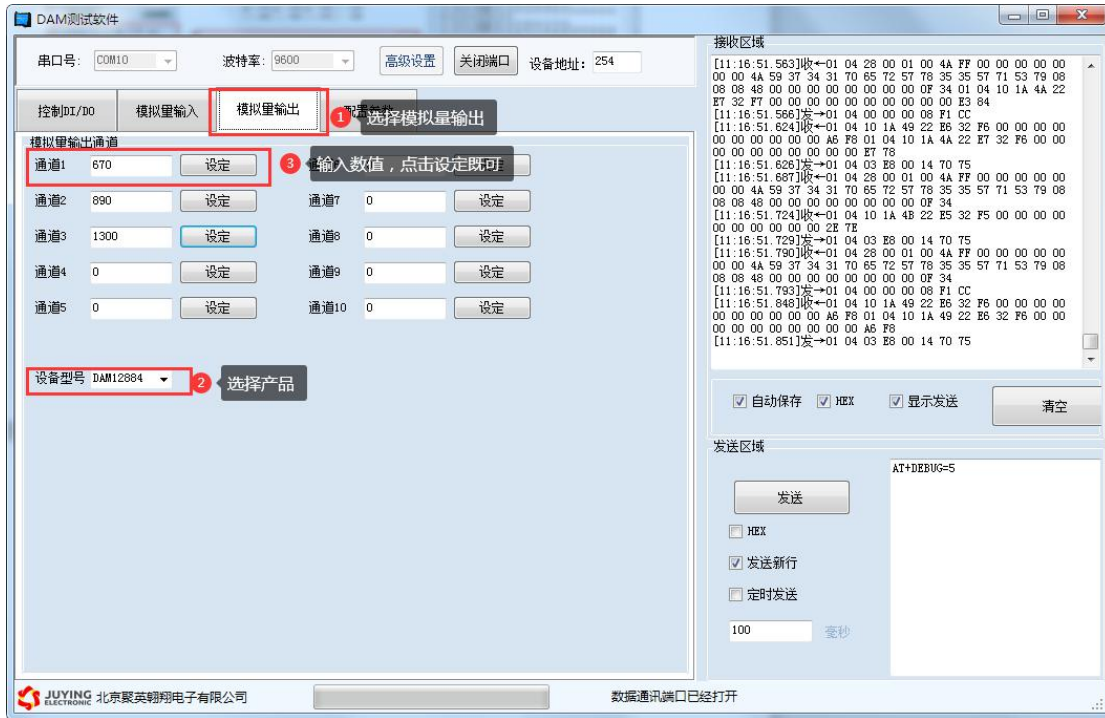 DAM测试软件
串口号: COM10 波特率: 9600 高级设置 关闭端口 设备地址: 254
控制DI/DO 模拟量输入 模拟量输出
1 选择模拟量输出
模拟量输出通道
通道1 670 设定
3 输入数值，点击设定既可
通道2 890 设定 通道7 0 设定
通道3 1300 设定 通道8 0 设定
通道4 0 设定 通道9 0 设定
通道5 0 设定 通道10 0 设定
设备型号 DAM12884 2 选择产品
接收区域
[11:16:51.563]收←01 04 28 00 01 00 4A FF 00 00 00 00 00
00 00 4A 59 37 34 31 70 65 72 57 78 35 35 57 71 53 79 08
08 08 48 00 00 00 00 00 00 00 00 0F 34 01 04 10 1A 4A 22
E7 32 F7 00 00 00 00 00 00 00 00 00 00 E3 84
[11:16:51.566]发→01 04 00 00 00 08 F1 CC
[11:16:51.624]收←01 04 10 1A 49 22 E6 32 F6 00 00 00 00
00 00 00 00 00 00 A6 F8 01 04 10 1A 4A 22 E7 32 F6 00 00
00 00 00 00 00 00 00 00 E7 78
[11:16:51.626]发→01 04 03 E8 00 14 70 75
[11:16:51.687]收←01 04 28 00 01 00 4A FF 00 00 00 00 00
00 00 4A 59 37 34 31 70 65 72 57 78 35 35 57 71 53 79 08
08 08 48 00 00 00 00 00 00 00 00 0F 34
[11:16:51.724]收←01 04 10 1A 4B 22 E5 32 F5 00 00 00 00
00 00 00 00 00 00 2E 7E
[11:16:51.729]发→01 04 03 E8 00 14 70 75
[11:16:51.790]收←01 04 28 00 01 00 4A FF 00 00 00 00 00
00 00 4A 59 37 34 31 70 65 72 57 78 35 35 57 71 53 79 08
08 08 48 00 00 00 00 00 00 00 00 0F 34
[11:16:51.793]发→01 04 00 00 00 08 F1 CC
[11:16:51.848]收←01 04 10 1A 49 22 E6 32 F6 00 00 00 00
00 00 00 00 00 00 A6 F8 01 04 10 1A 49 22 E6 32 F6 00 00
00 00 00 00 00 00 00 00 A6 F8
[11:16:51.851]发→01 04 03 E8 00 14 70 75
自动保存 HEX 显示发送 清空
发送区域
AT+DEBUG=5
发送
HEX
发送新行
定时发送
100 毫秒
JUYING ELECTRONIC 北京聚英翱翔电子有限公司 数据通讯端口已经打开